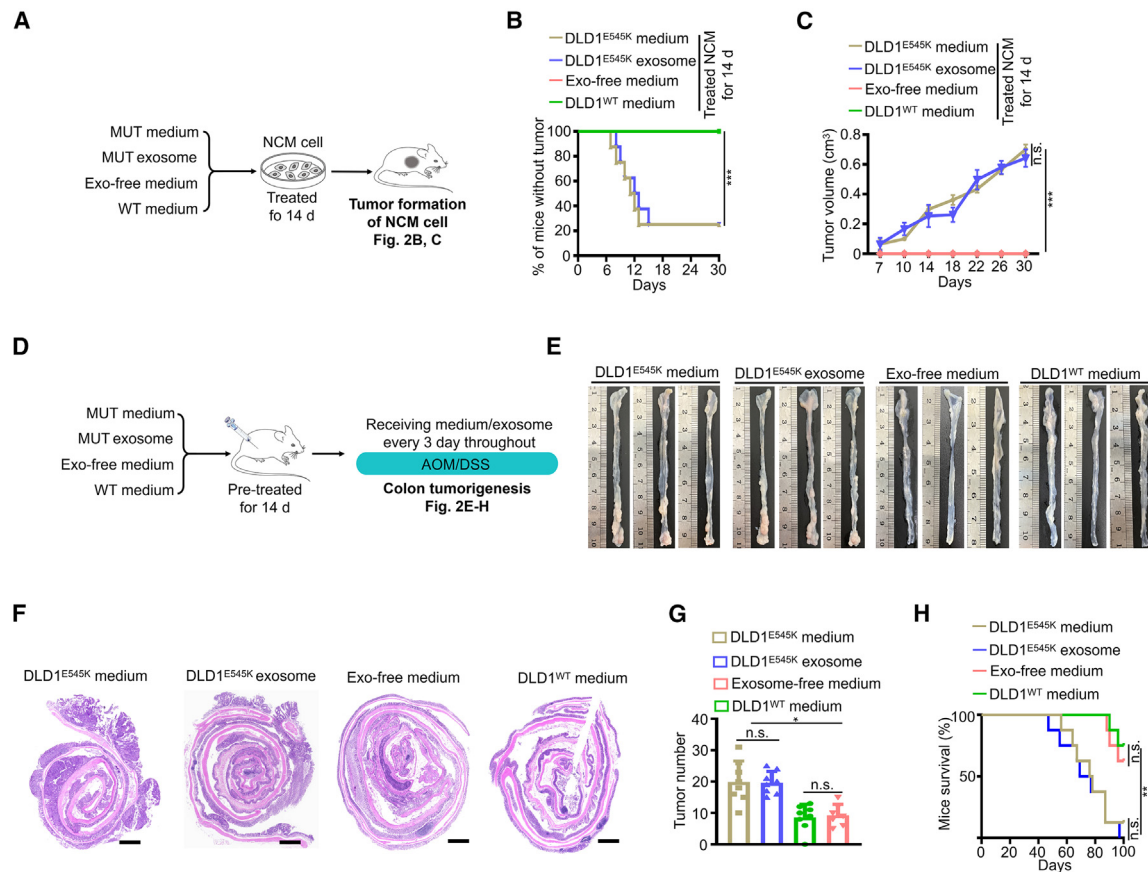 A
MUT medium
MUT exosome
Exo-free medium
WT medium
NCM cell
Treated
fo 14 d
Tumor formation
of NCM cell
Fig. 2B, C
B
DLD1E545K medium
DLD1E545K exosome
Exo-free medium
DLD1WT medium
Treated NCM
for 14 d
% of mice without tumor
100
80
60
40
20
0
0 6 12 18 24 30
Days
***
C
DLD1E545K medium
DLD1E545K exosome
Exo-free medium
DLD1WT medium
Treated NCM
for 14 d
Tumor volume (cm3)
0.8
0.6
0.4
0.2
0
7 10 14 18 22 26 30
Days
n.s.
***
D
MUT medium
MUT exosome
Exo-free medium
WT medium
Pre-treated
for 14 d
Receiving medium/exosome
every 3 day throughout
AOM/DSS
Colon tumorigenesis
Fig. 2E-H
E
DLD1E545K medium
DLD1E545K exosome
Exo-free medium
DLD1WT medium
F
DLD1E545K medium
DLD1E545K exosome
Exo-free medium
DLD1WT medium
G
DLD1E545K medium
DLD1E545K exosome
Exosome-free medium
DLD1WT medium
Tumor number
40
30
20
10
0
*
n.s.
n.s.
H
DLD1E545K medium
DLD1E545K exosome
Exo-free medium
DLD1WT medium
Mice survival (%)
100
50
0 20 40 60 80 100
Days
n.s.
n.s.
**